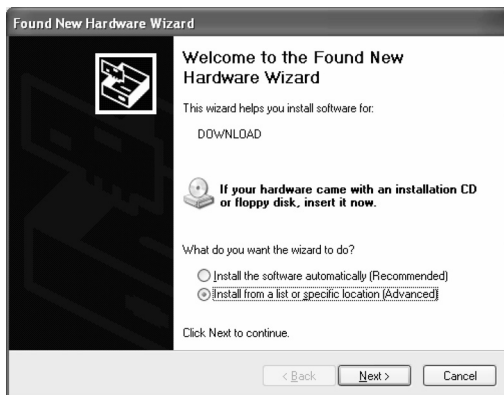 Found New Hardware Wizard
Welcome to the Found New
Hardware Wizard
This wizard helps you install software for:
DOWNLOAD
If your hardware came with an installation CD
or floppy disk, insert it now.
What do you want the wizard to do?
Install the software automatically (Recommended)
Install from a list or specific location (Advanced)
Click Next to continue.
< Back
Next >
Cancel